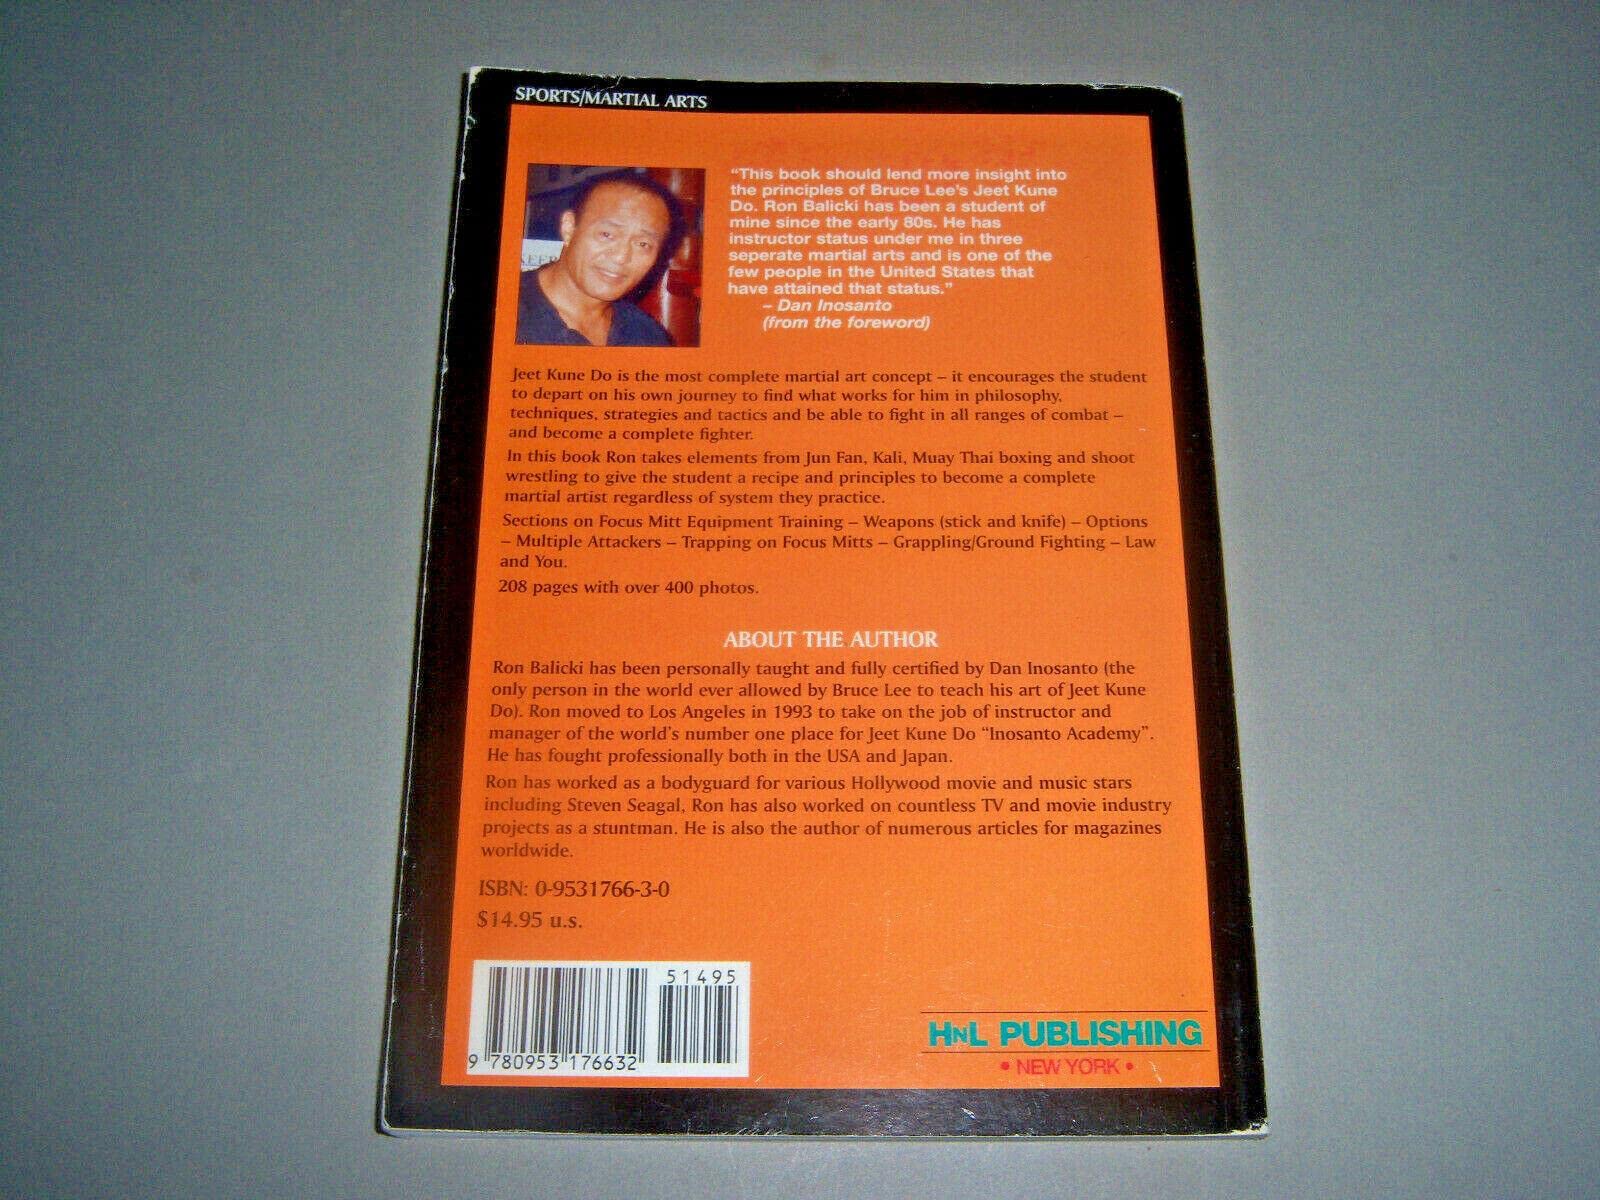 SPORTS/MARTIAL ARTS
"This book should lend more insight into
the principles of Bruce Lee's Jeet Kune
Do. Ron Balicki has been a student of
mine since the early 80s. He has
instructor status under me in three
seperate martial arts and is one of the
few people in the United States that
have attained that status."
– Dan Inosanto
(from the foreword)
Jeet Kune Do is the most complete martial art concept – it encourages the student
to depart on his own journey to find what works for him in philosophy,
techniques, strategies and tactics and be able to fight in all ranges of combat –
and become a complete fighter.
In this book Ron takes elements from Jun Fan, Kali, Muay Thai boxing and shoot
wrestling to give the student a recipe and principles to become a complete
martial artist regardless of system they practice.
Sections on Focus Mitt Equipment Training – Weapons (stick and knife) – Options
– Multiple Attackers – Trapping on Focus Mitts – Grappling/Ground Fighting – Law
and You.
208 pages with over 400 photos.
ABOUT THE AUTHOR
Ron Balicki has been personally taught and fully certified by Dan Inosanto (the
only person in the world ever allowed by Bruce Lee to teach his art of Jeet Kune
Do). Ron moved to Los Angeles in 1993 to take on the job of instructor and
manager of the world's number one place for Jeet Kune Do "Inosanto Academy".
He has fought professionally both in the USA and Japan.
Ron has worked as a bodyguard for various Hollywood movie and music stars
including Steven Seagal, Ron has also worked on countless TV and movie industry
projects as a stuntman. He is also the author of numerous articles for magazines
worldwide.
ISBN: 0-9531766-3-0
$14.95 u.s.
51495
9 780953 176632
HNL PUBLISHING
• NEW YORK •